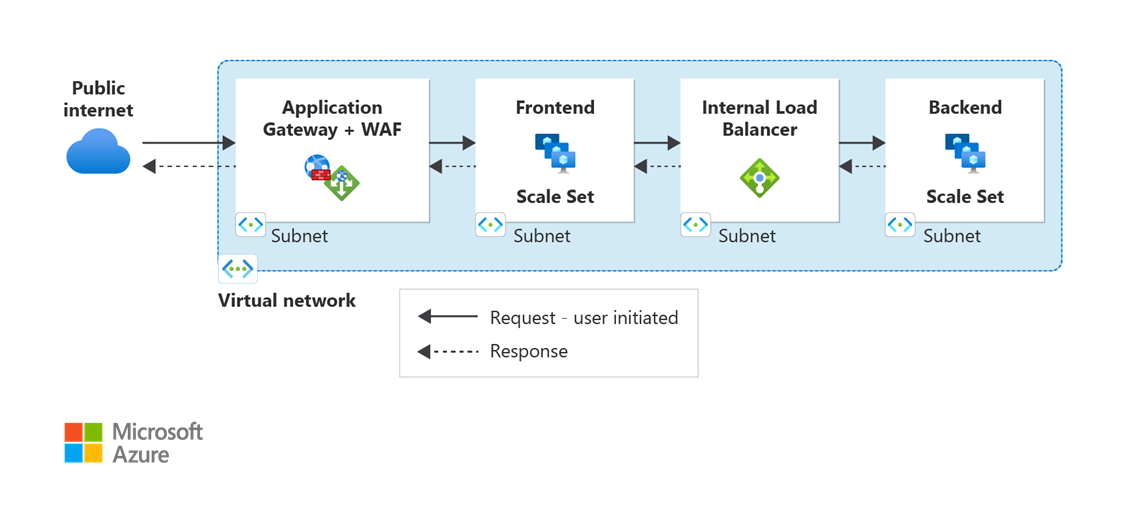 Public
internet
Application
Gateway + WAF
Subnet
Frontend
Scale Set
Subnet
Internal Load
Balancer
Subnet
Backend
Scale Set
Subnet
Virtual network
Request - user initiated
Response
Microsoft
Azure